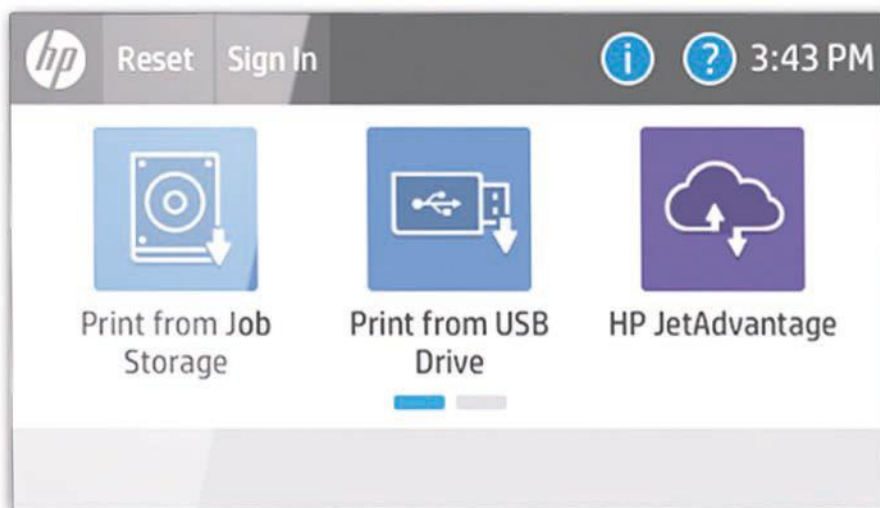 hp
Reset
Sign In
i
?
3:43 PM
Print from Job
Storage
Print from USB
Drive
HP JetAdvantage